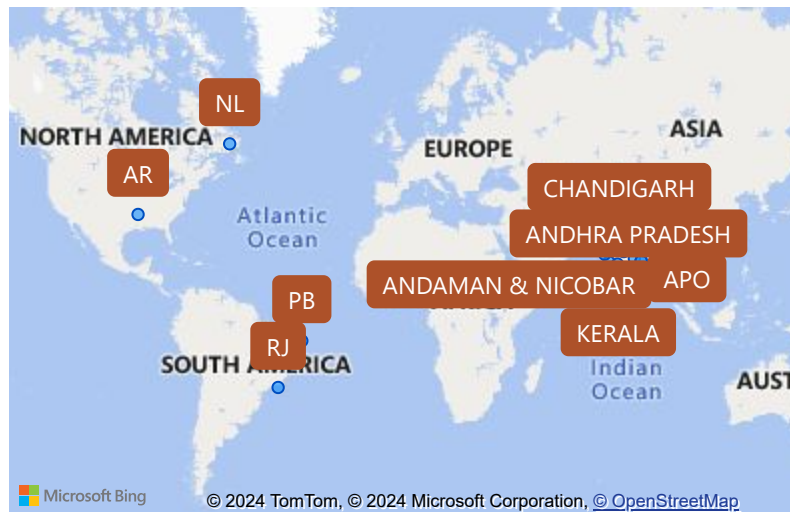 NL
NORTH AMERICA
ASIA
EUROPE
AR
CHANDIGARH
Atlantic
Ocean
ANDHRA PRADESH
ANDAMAN & NICOBAR
APO
PB
KERALA
RJ
SOUTH AMERICA
Indian
Ocean
AUST
Microsoft Bing
© 2024 TomTom, © 2024 Microsoft Corporation, © OpenStreetMap